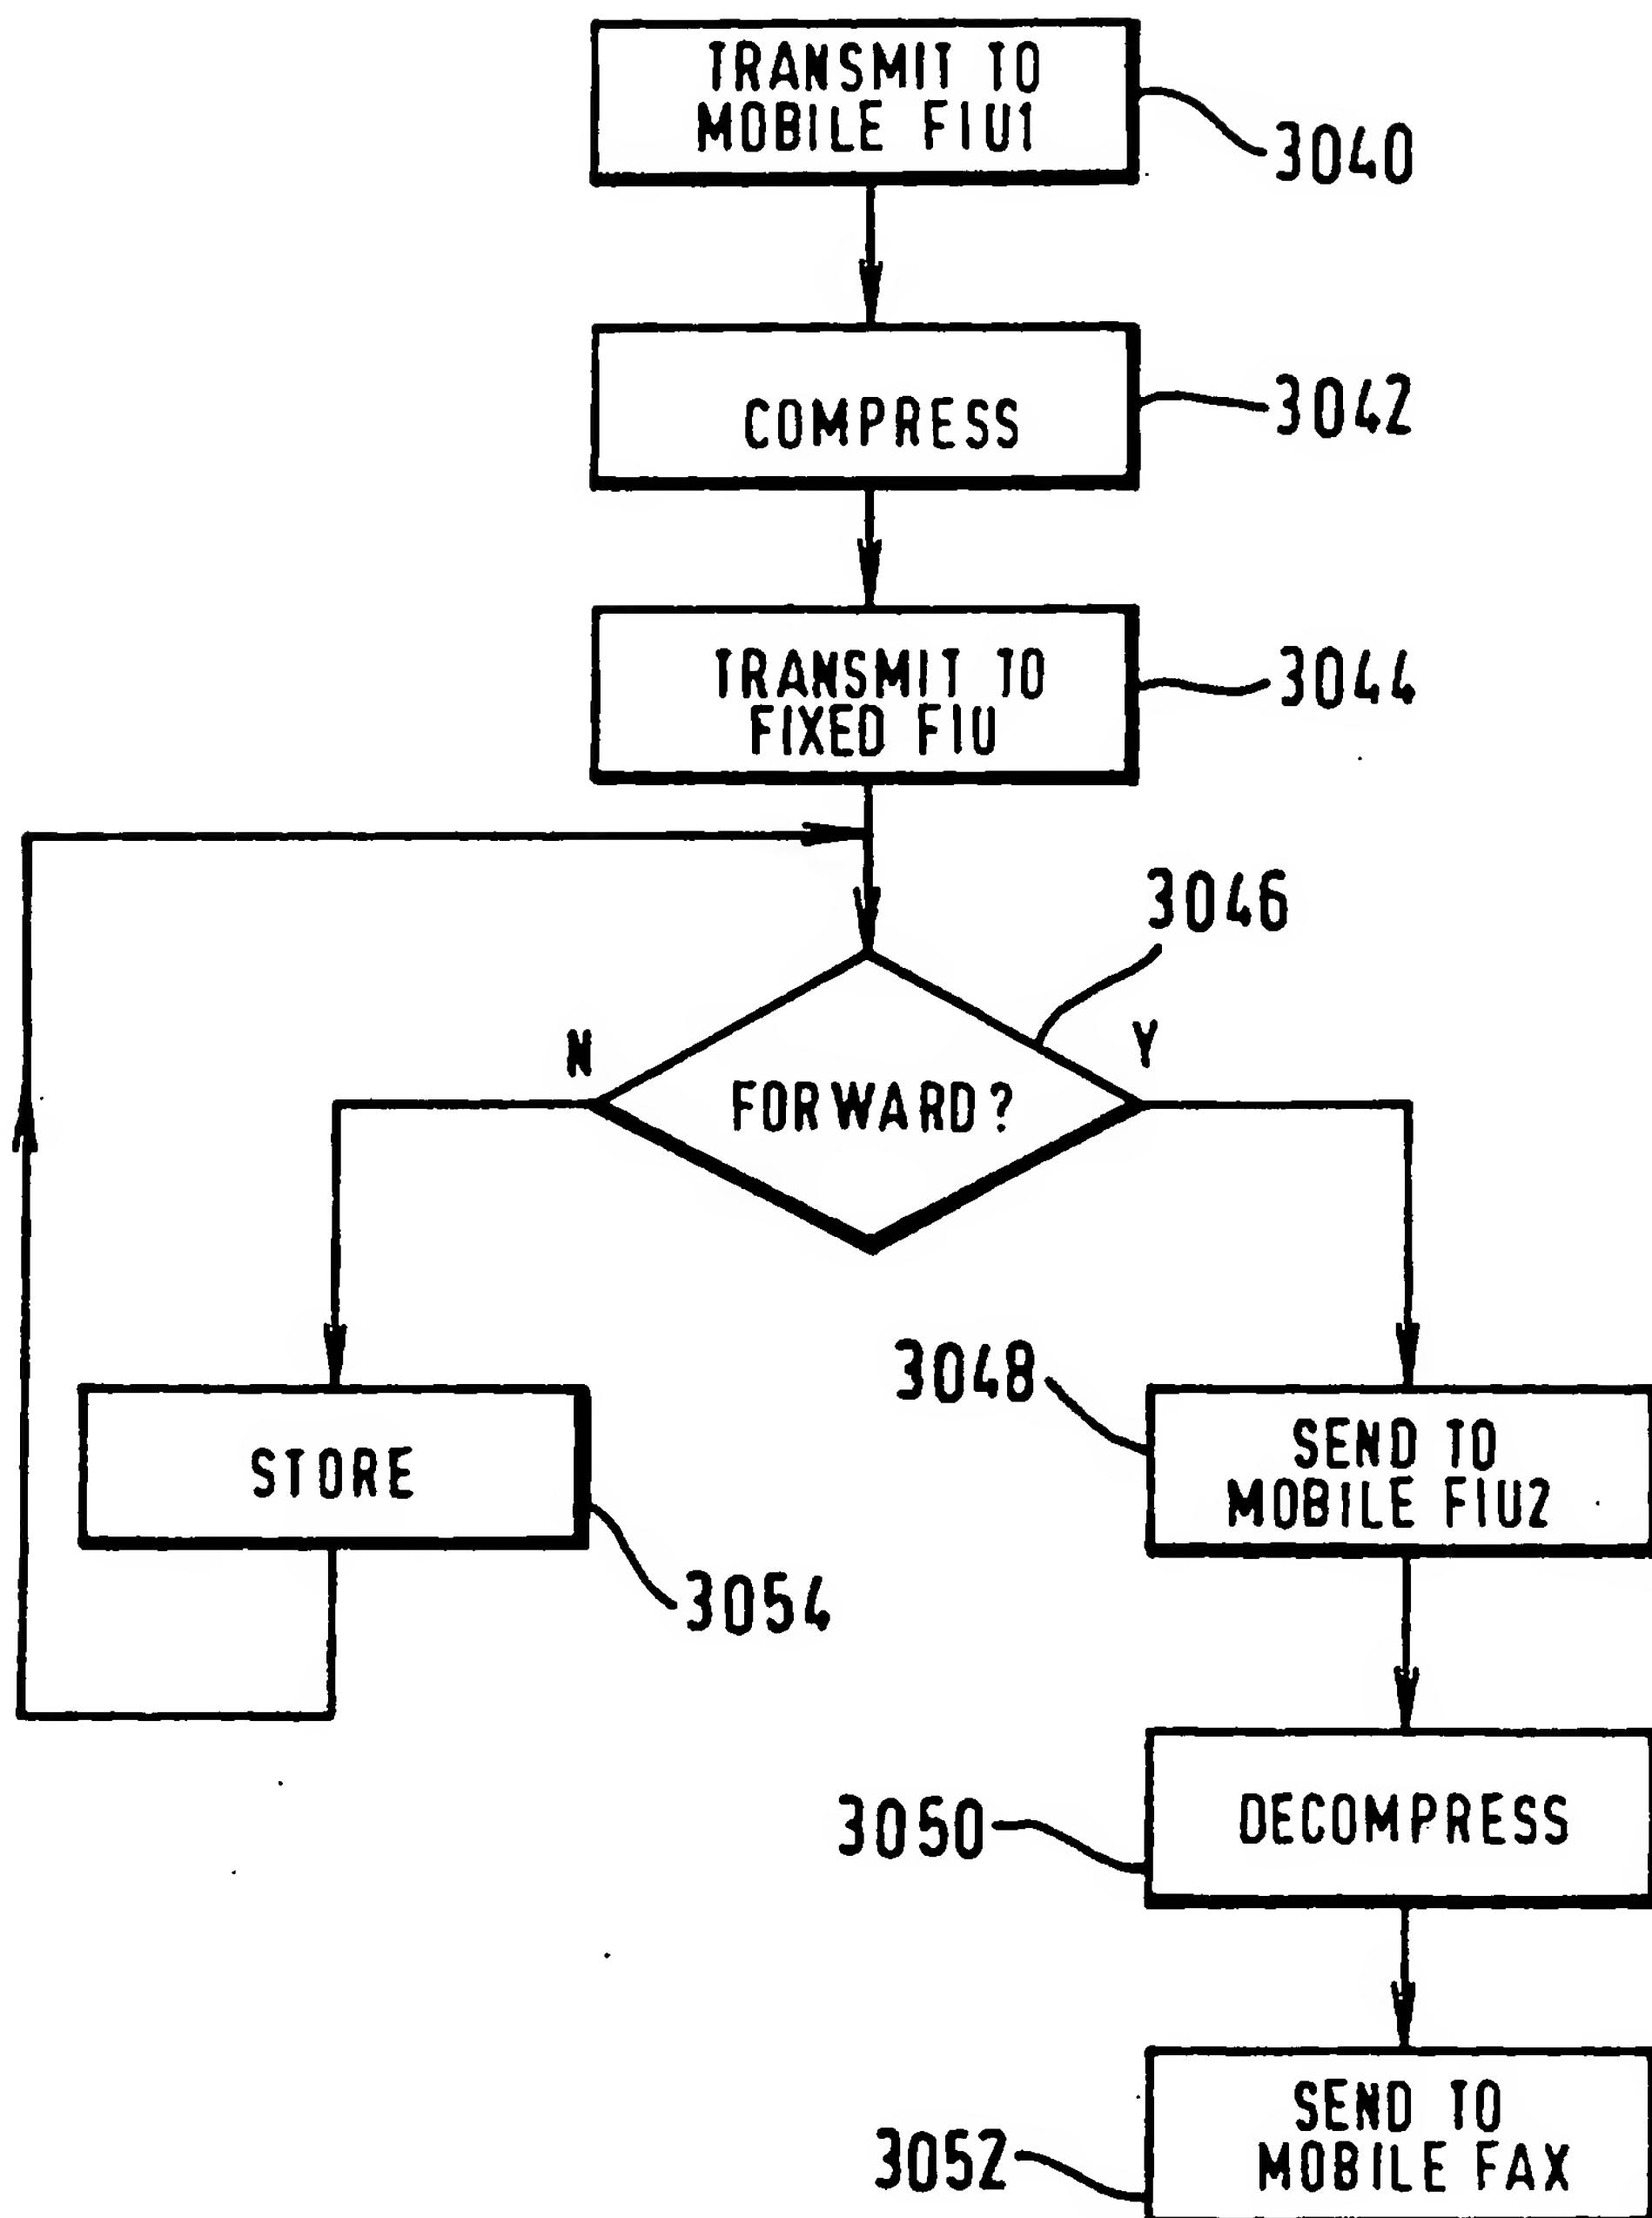 TRANSMIT TO
MOBILE FIU1
3040
COMPRESS
3042
TRANSMIT TO
FIXED FIU
3044
3046
N
Y
FORWARD?
3048
SEND TO
MOBILE FIU2
STORE
3054
DECOMPRESS
3050
SEND TO
MOBILE FAX
3052